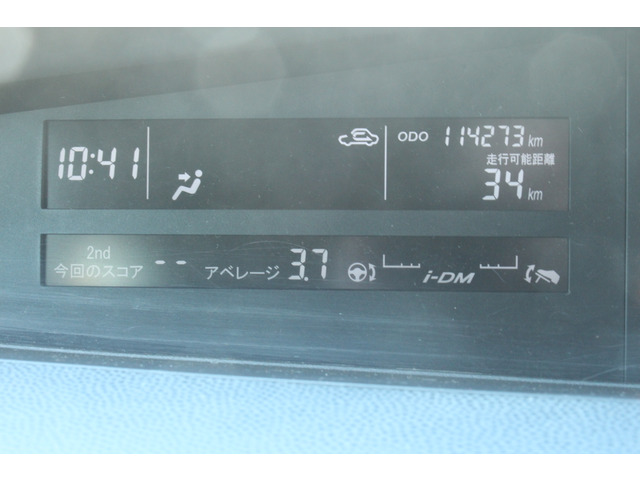 10:41
ODO 114273 km
走行可能距離
34 km
2nd
今回のスコア -- アベレージ 3.7 i-DM